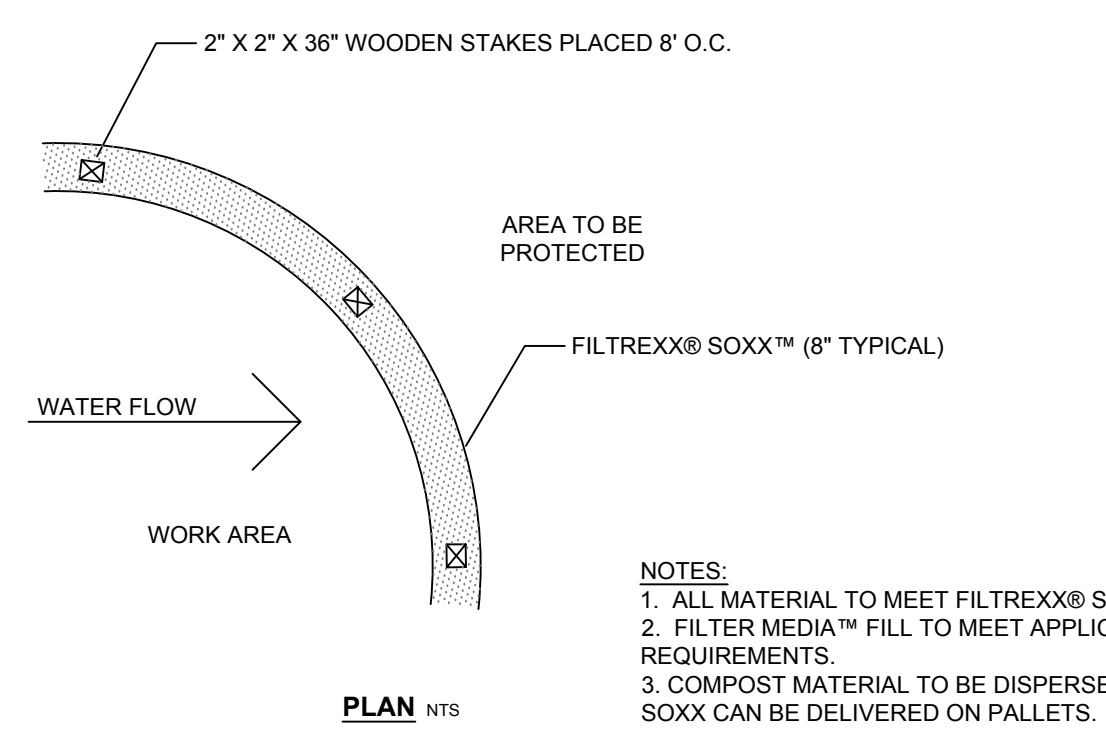 2" X 2" X 36" WOODEN STAKES PLACED 8' O.C.
AREA TO BE
PROTECTED
FILTREXX® SOXX™ (8" TYPICAL)
WATER FLOW
WORK AREA
NOTES:
1. ALL MATERIAL TO MEET FILTREXX® S
2. FILTER MEDIA™ FILL TO MEET APPLIC
REQUIREMENTS.
3. COMPOST MATERIAL TO BE DISPERSE
SOXX CAN BE DELIVERED ON PALLETS.
PLAN NTS